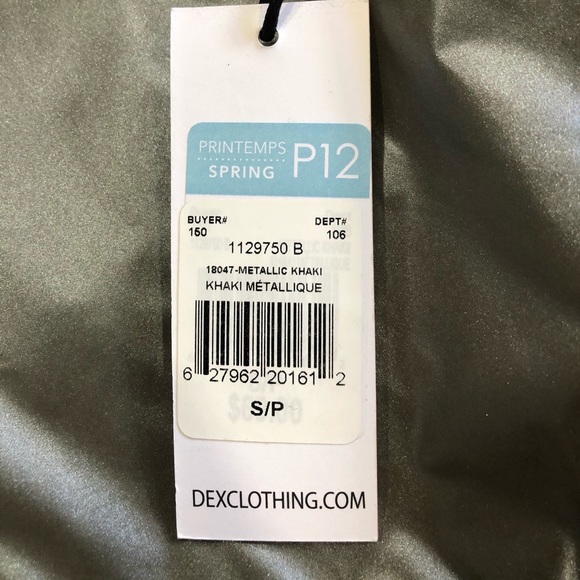 PRINTEMPS
SPRING P12
BUYER# DEPT#
150 106
1129750 B
18047-METALLIC KHAKI
KHAKI MÉTALLIQUE
6 27962 20161 2
S/P
DEXCLOTHING.COM